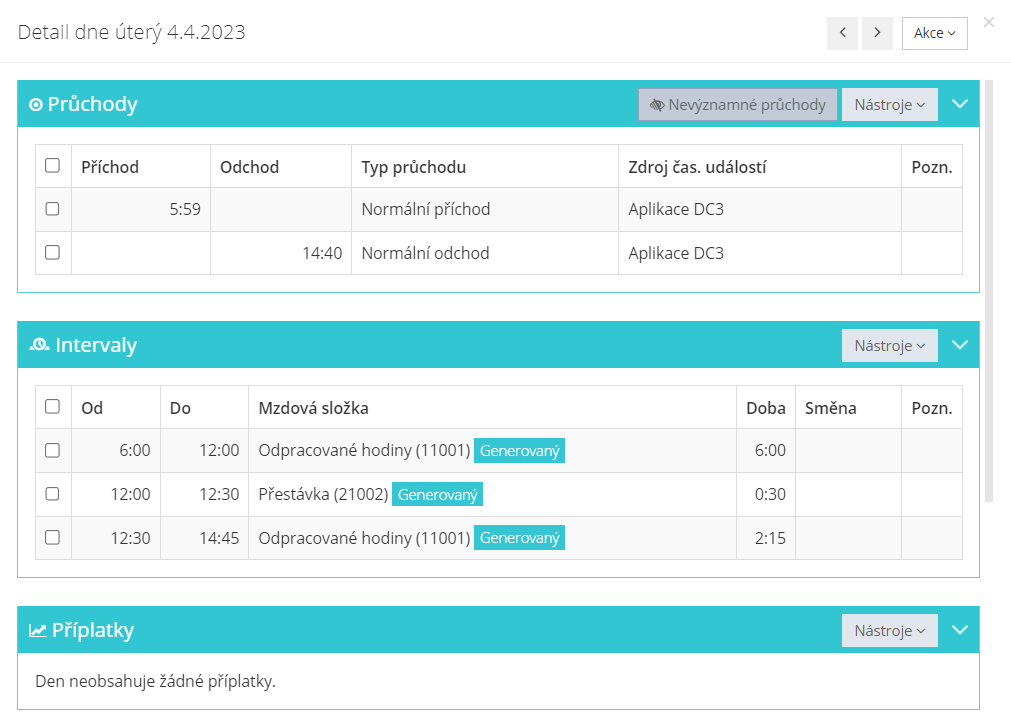 Detail dne úterý 4.4.2023
Akce
Průchody
Nevýznamné průchody
Nástroje
Příchod Odchod Typ průchodu Zdroj čas. událostí Pozn.
5:59 Normální příchod Aplikace DC3
14:40 Normální odchod Aplikace DC3
Intervaly
Nástroje
Od Do Mzdová složka Doba Směna Pozn.
6:00 12:00 Odpracované hodiny (11001) Generovaný 6:00
12:00 12:30 Přestávka (21002) Generovaný 0:30
12:30 14:45 Odpracované hodiny (11001) Generovaný 2:15
Příplatky
Nástroje
Den neobsahuje žádné příplatky.